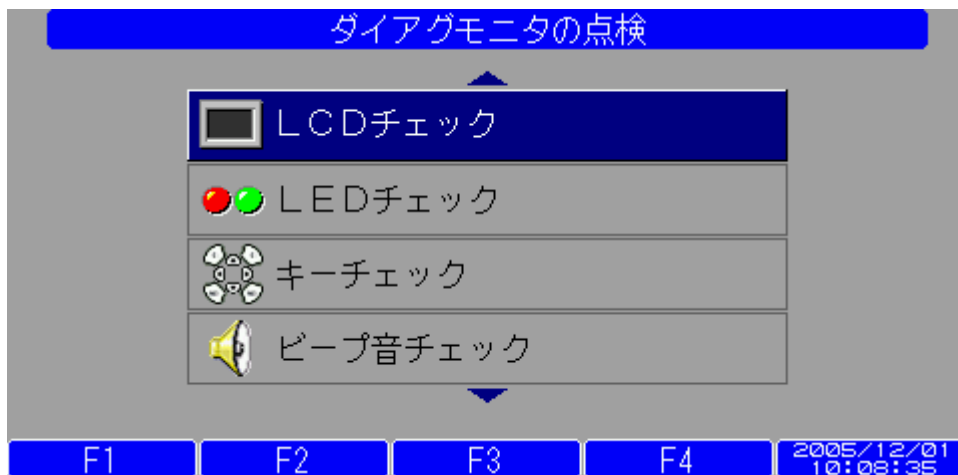 ダイアグモニタの点検
ＬＣＤチェック
ＬＥＤチェック
キーチェック
ビープ音チェック
F1
F2
F3
F4
2005/12/01
10:08:35